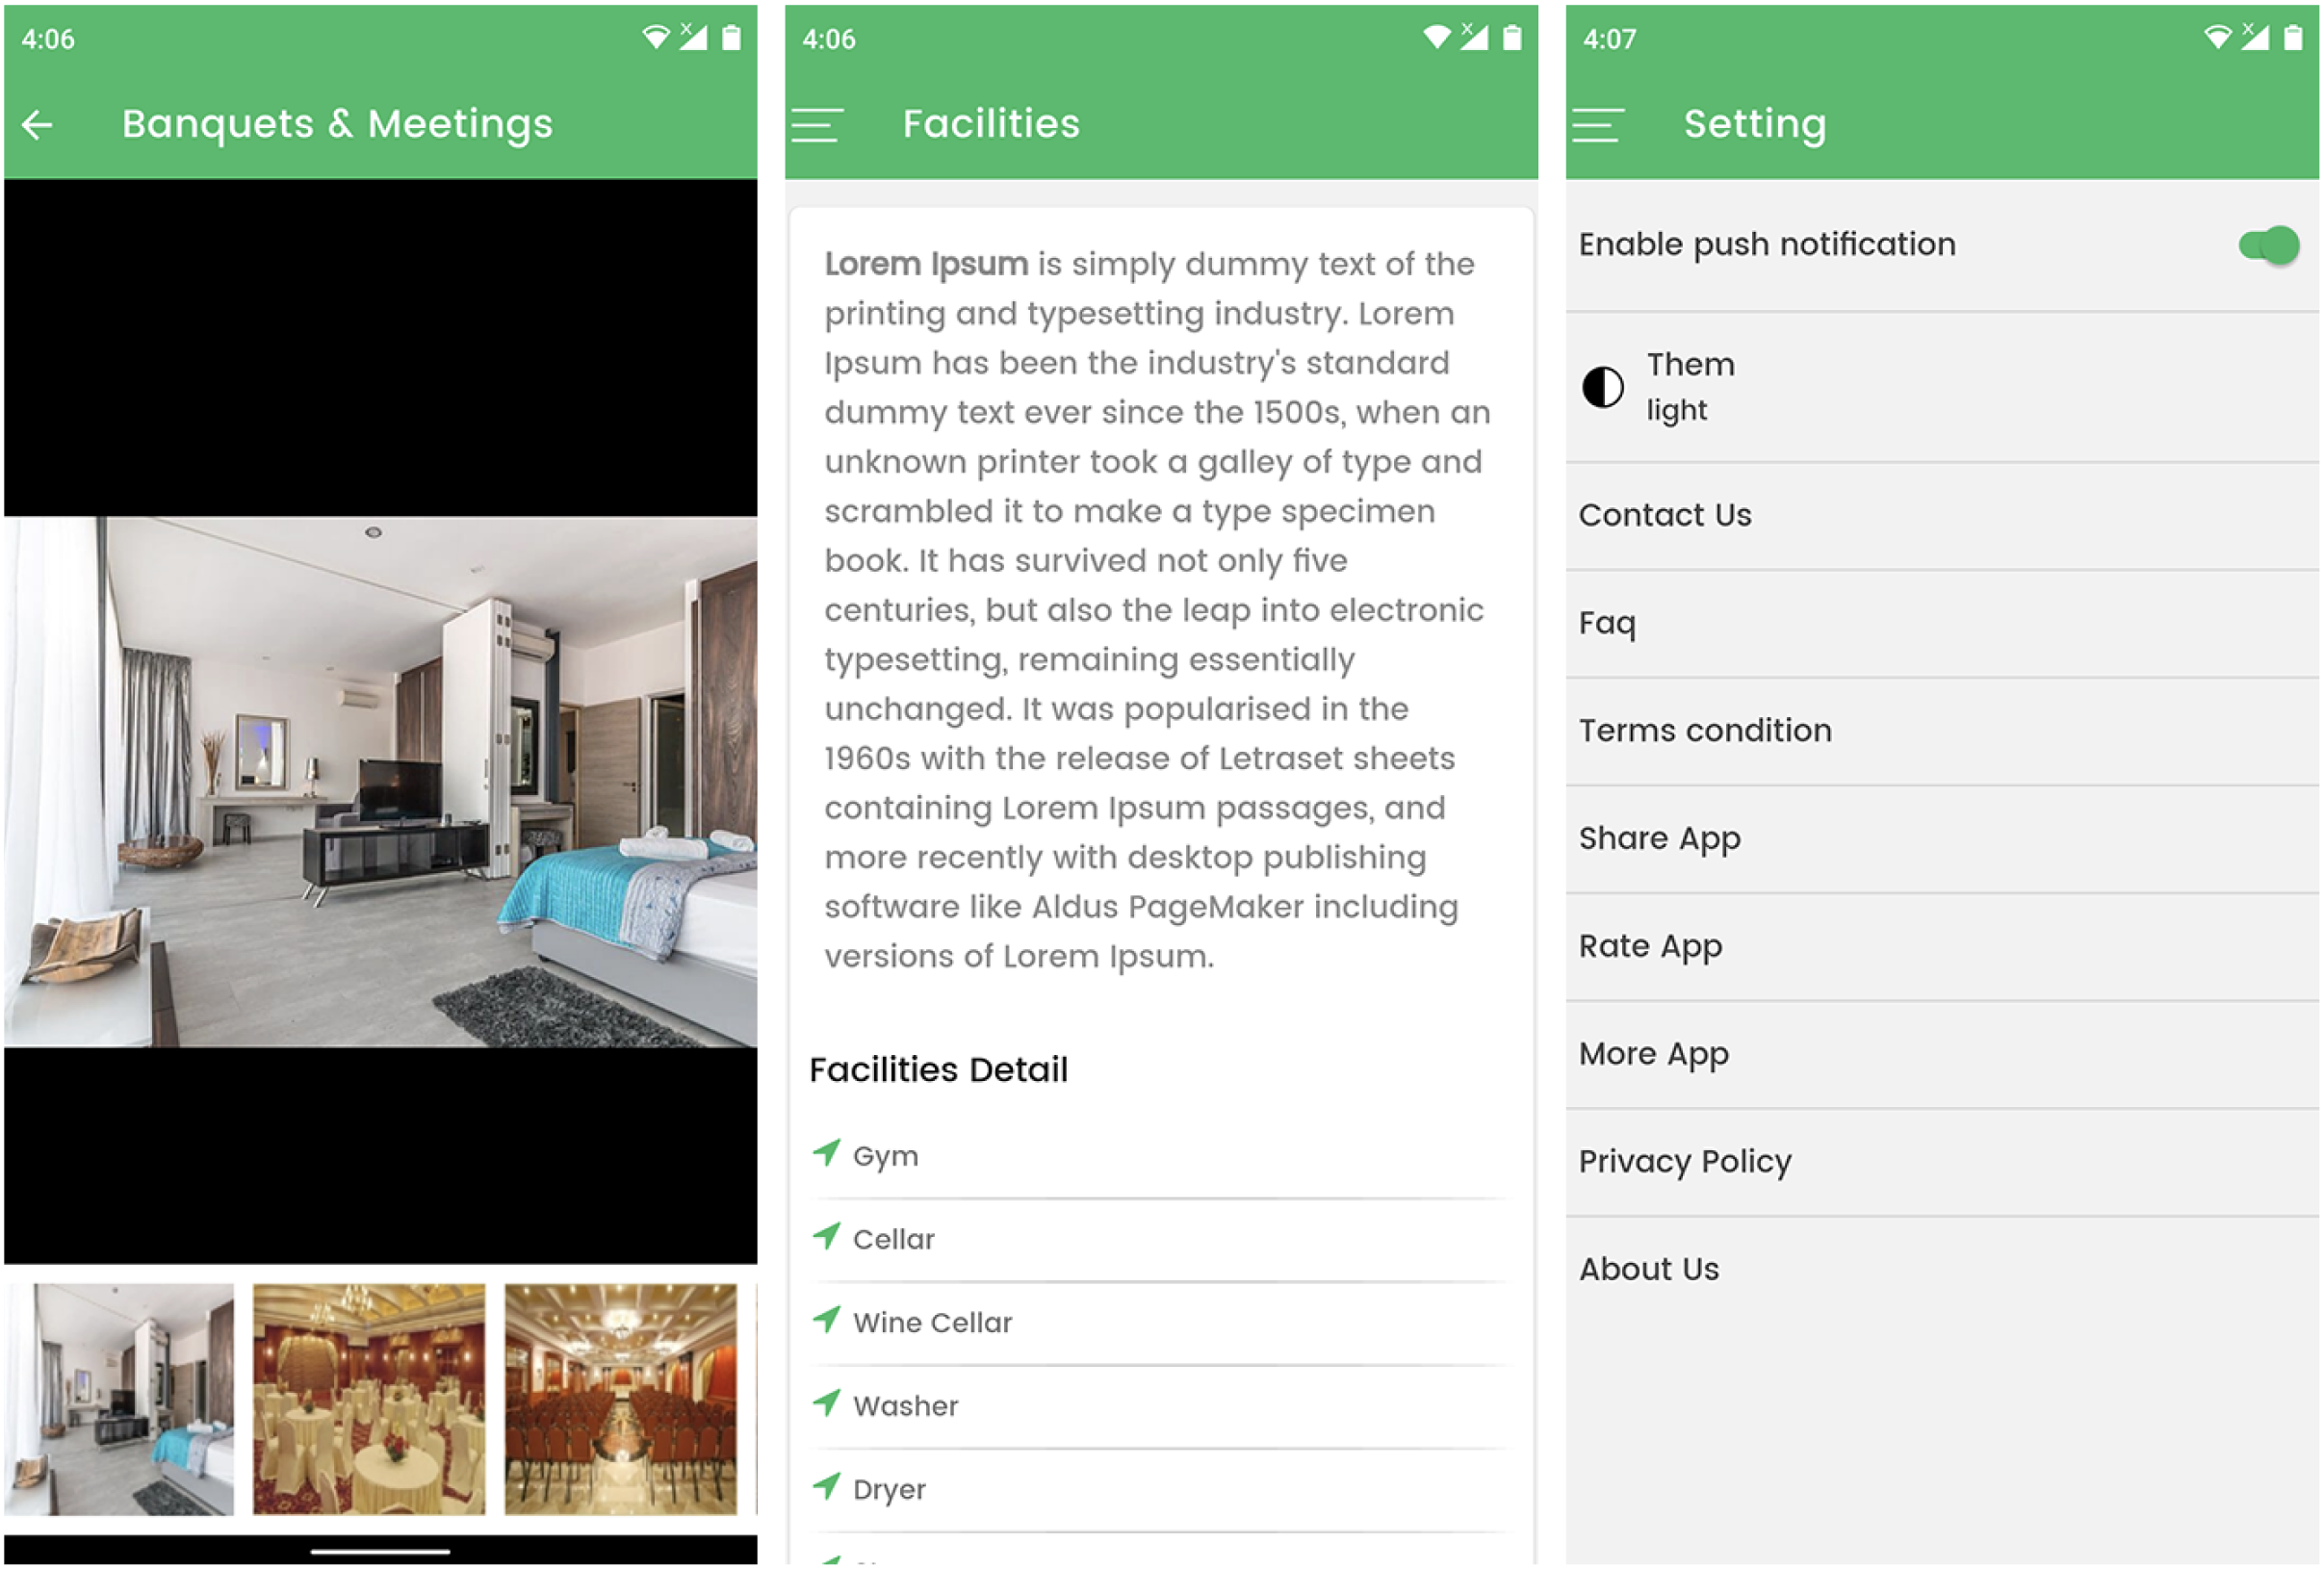 4:06
Banquets & Meetings
4:06
Facilities
Lorem Ipsum is simply dummy text of the
printing and typesetting industry. Lorem
Ipsum has been the industry's standard
dummy text ever since the 1500s, when an
unknown printer took a galley of type and
scrambled it to make a type specimen
book. It has survived not only five
centuries, but also the leap into electronic
typesetting, remaining essentially
unchanged. It was popularised in the
1960s with the release of Letraset sheets
containing Lorem Ipsum passages, and
more recently with desktop publishing
software like Aldus PageMaker including
versions of Lorem Ipsum.
Facilities Detail
Gym
Cellar
Wine Cellar
Washer
Dryer
4:07
Setting
Enable push notification
Them
light
Contact Us
Faq
Terms condition
Share App
Rate App
More App
Privacy Policy
About Us